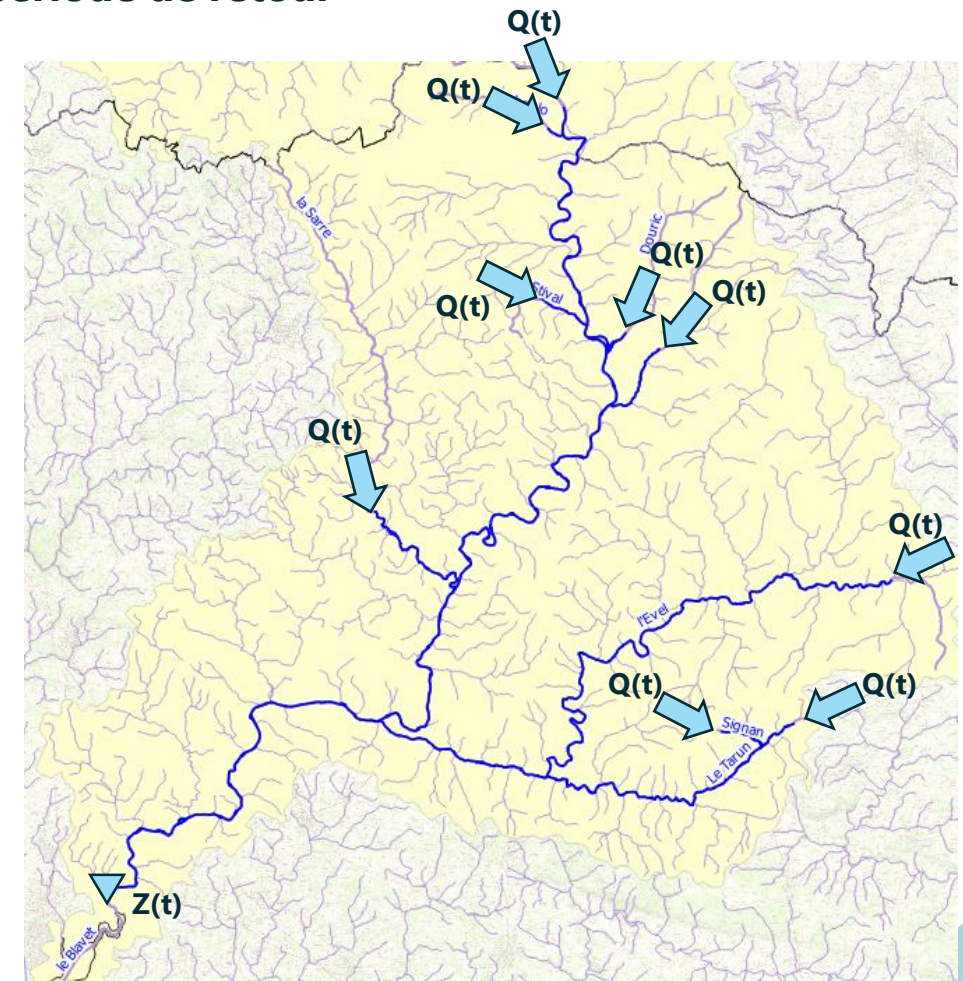 Q(t)
Q(t)
la Sarre
Douric
Q(t)
Stival
Q(t)
Q(t)
Q(t)
Q(t)
l'Evel
Q(t)
Q(t)
Signan
Le Tarun
Z(t)
le Blavet